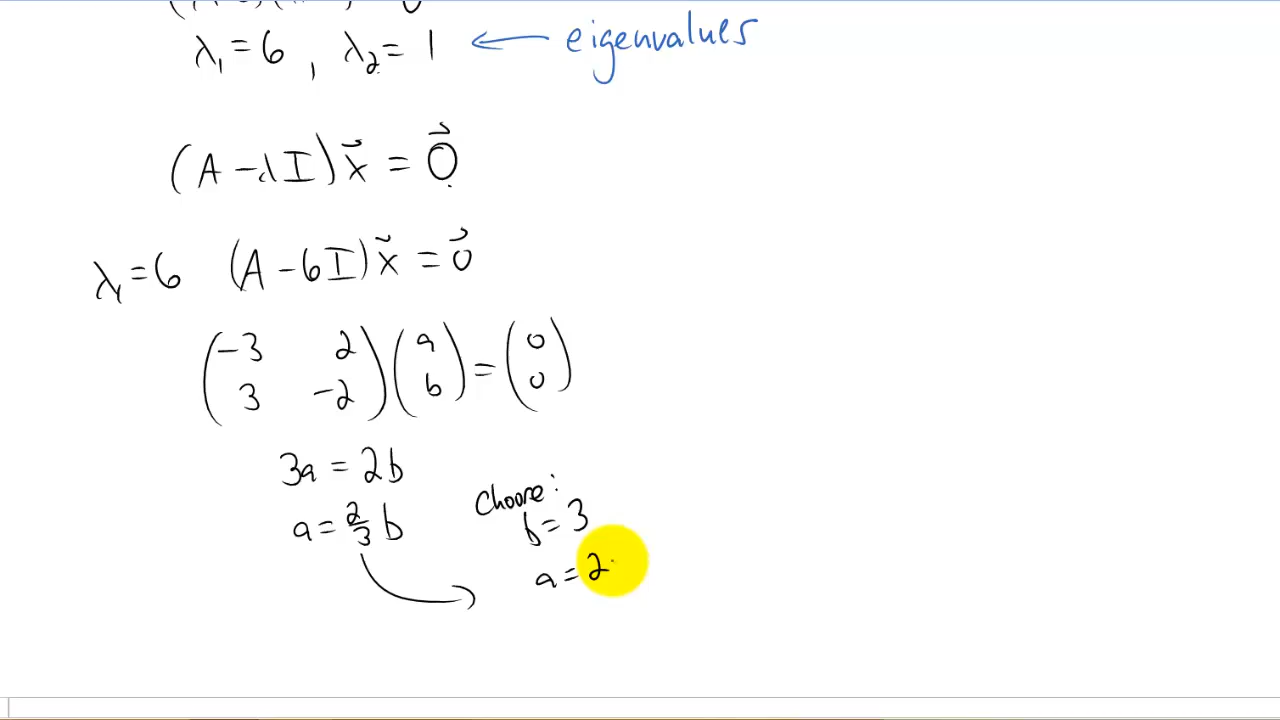 λ₁ = 6 , λ₂ = 1 ← eigenvalues
(A - λI) x⃗ = 0⃗
λ₁ = 6 (A - 6I) x⃗ = 0⃗
(-3 2) (a) = (0)
(3 -2) (b) (0)
3a = 2b
Choose:
a = 2/3 b b = 3
a = 2